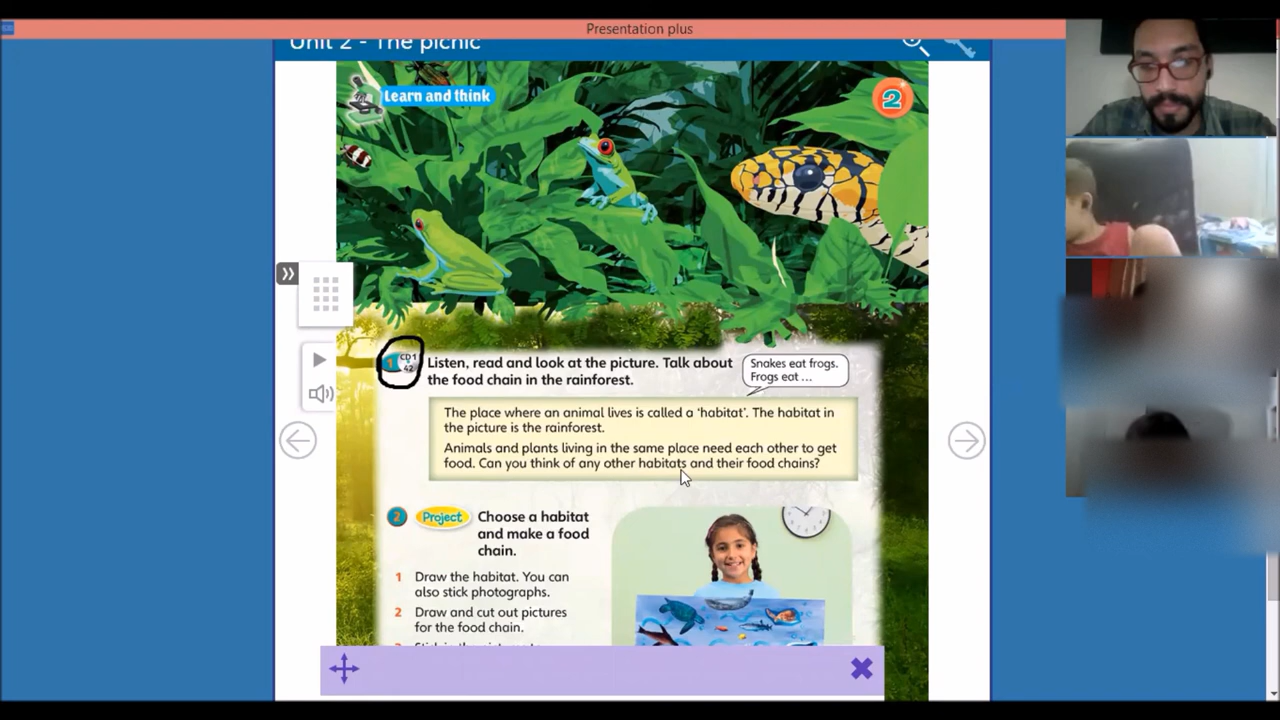 Presentation plus
Unit 2 - The picnic
Learn and think
2
1 CD1
42
Listen, read and look at the picture. Talk about
the food chain in the rainforest.
Snakes eat frogs.
Frogs eat ...
The place where an animal lives is called a ‘habitat’. The habitat in
the picture is the rainforest.
Animals and plants living in the same place need each other to get
food. Can you think of any other habitats and their food chains?
2 Project Choose a habitat
and make a food
chain.
1 Draw the habitat. You can
also stick photographs.
2 Draw and cut out pictures
for the food chain.